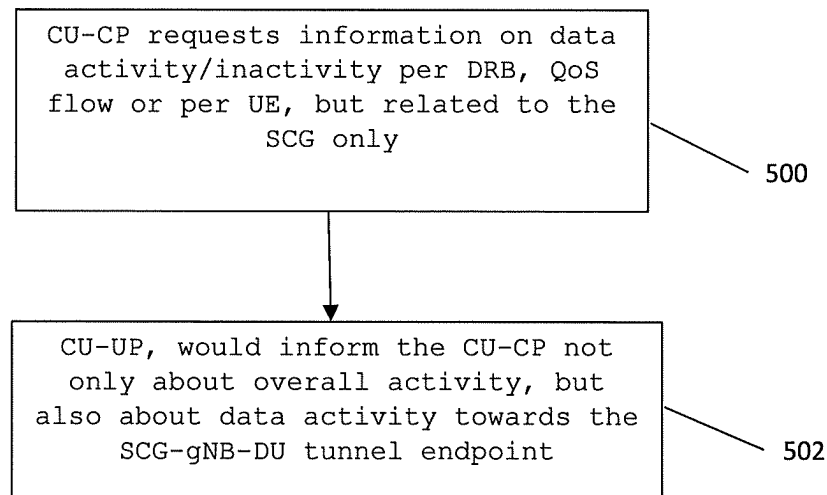 CU-CP requests information on data
activity/inactivity per DRB, QoS
flow or per UE, but related to the
SCG only
500
CU-UP, would inform the CU-CP not
only about overall activity, but
also about data activity towards the
SCG-gNB-DU tunnel endpoint
502